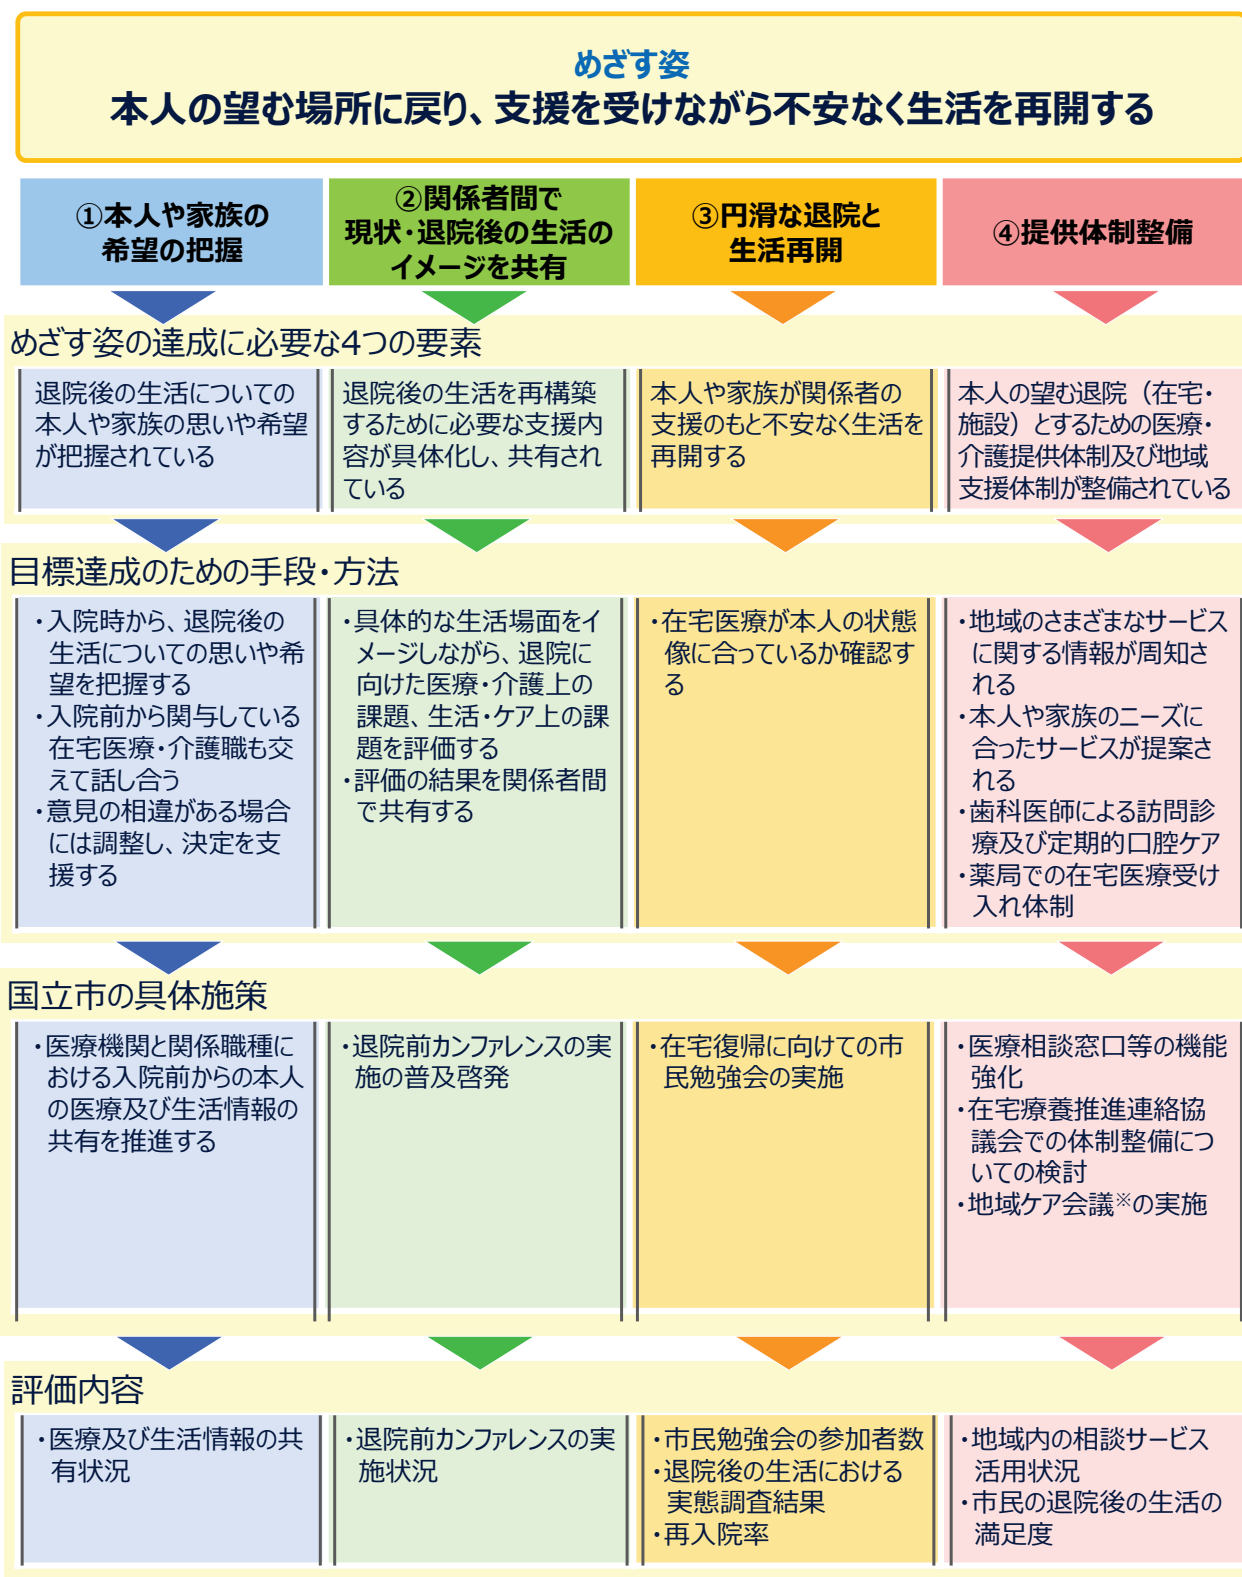 めざす姿
本人の望む場所に戻り、支援を受けながら不安なく生活を再開する
①本人や家族の
希望の把握
②関係者間で
現状・退院後の生活の
イメージを共有
③円滑な退院と
生活再開
④提供体制整備
めざす姿の達成に必要な4つの要素
退院後の生活についての
本人や家族の思いや希望
が把握されている
退院後の生活を再構築
するために必要な支援内
容が具体化し、共有され
ている
本人や家族が関係者の
支援のもと不安なく生活を
再開する
本人の望む退院（在宅・
施設）とするための医療・
介護提供体制及び地域
支援体制が整備されている
目標達成のための手段・方法
・入院時から、退院後の
生活についての思いや希
望を把握する
・入院前から関与している
在宅医療・介護職も交
えて話し合う
・意見の相違がある場合
には調整し、決定を支
援する
・具体的な生活場面をイ
メージしながら、退院に
向けた医療・介護上の
課題、生活・ケア上の課
題を評価する
・評価の結果を関係者間
で共有する
・在宅医療が本人の状態
像に合っているか確認す
る
・地域のさまざまなサービス
に関する情報が周知さ
れる
・本人や家族のニーズに
合ったサービスが提案さ
れる
・歯科医師による訪問診
療及び定期的口腔ケア
・薬局での在宅医療受け
入れ体制
国立市の具体施策
・医療機関と関係職種に
おける入院前からの本人
の医療及び生活情報の
共有を推進する
・退院前カンファレンスの実
施の普及啓発
・在宅復帰に向けての市
民勉強会の実施
・医療相談窓口等の機能
強化
・在宅療養推進連絡協
議会での体制整備につ
いての検討
・地域ケア会議※の実施
評価内容
・医療及び生活情報の共
有状況
・退院前カンファレンスの実
施状況
・市民勉強会の参加者数
・退院後の生活における
実態調査結果
・再入院率
・地域内の相談サービス
活用状況
・市民の退院後の生活の
満足度